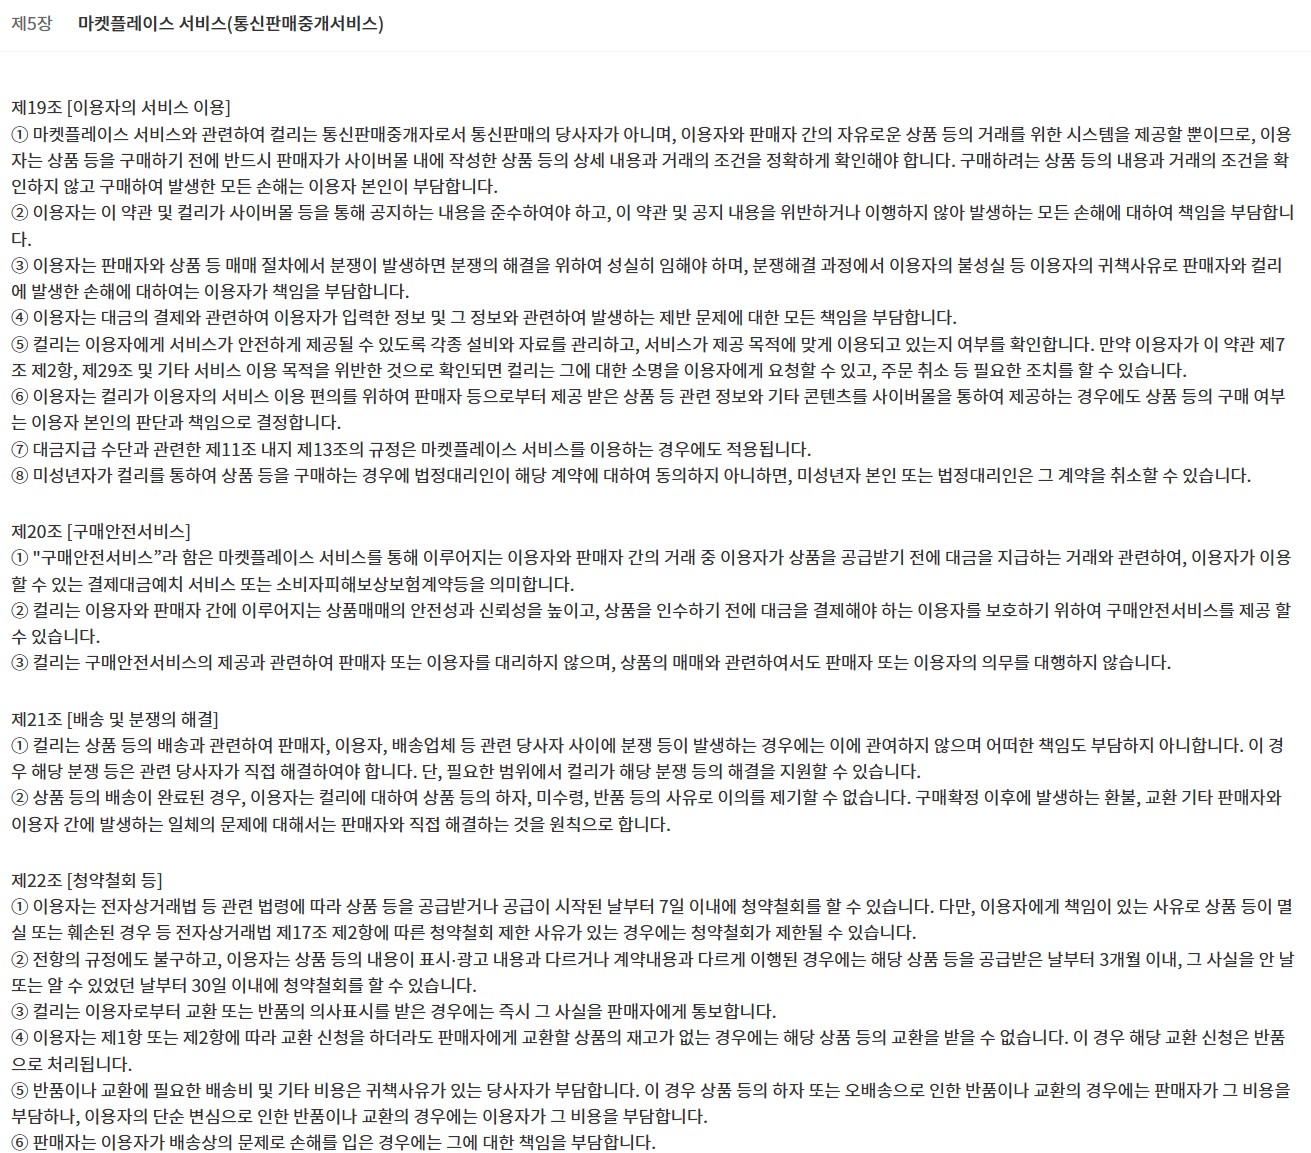 제5장 마켓플레이스 서비스(통신판매중개서비스)
제19조 [이용자의 서비스 이용]
① 마켓플레이스 서비스와 관련하여 컬리는 통신판매중개자로서 통신판매의 당사자가 아니며, 이용자와 판매자 간의 자유로운 상품 등의 거래를 위한 시스템을 제공할 뿐이므로, 이용
자는 상품 등을 구매하기 전에 반드시 판매자가 사이버몰 내에 작성한 상품 등의 상세 내용과 거래의 조건을 정확하게 확인해야 합니다. 구매하려는 상품 등의 내용과 거래의 조건을 확
인하지 않고 구매하여 발생한 모든 손해는 이용자 본인이 부담합니다.
② 이용자는 이 약관 및 컬리가 사이버몰 등을 통해 공지하는 내용을 준수하여야 하고, 이 약관 및 공지 내용을 위반하거나 이행하지 않아 발생하는 모든 손해에 대하여 책임을 부담합니
다.
③ 이용자는 판매자와 상품 등 매매 절차에서 분쟁이 발생하면 분쟁의 해결을 위하여 성실히 임해야 하며, 분쟁해결 과정에서 이용자의 불성실 등 이용자의 귀책사유로 판매자와 컬리
에 발생한 손해에 대하여는 이용자가 책임을 부담합니다.
④ 이용자는 대금의 결제와 관련하여 이용자가 입력한 정보 및 그 정보와 관련하여 발생하는 제반 문제에 대한 모든 책임을 부담합니다.
⑤ 컬리는 이용자에게 서비스가 안전하게 제공될 수 있도록 각종 설비와 자료를 관리하고, 서비스가 제공 목적에 맞게 이용되고 있는지 여부를 확인합니다. 만약 이용자가 이 약관 제7
조 제2항, 제29조 및 기타 서비스 이용 목적을 위반한 것으로 확인되면 컬리는 그에 대한 소명을 이용자에게 요청할 수 있고, 주문 취소 등 필요한 조치를 할 수 있습니다.
⑥ 이용자는 컬리가 이용자의 서비스 이용 편의를 위하여 판매자 등으로부터 제공 받은 상품 등 관련 정보와 기타 콘텐츠를 사이버몰을 통하여 제공하는 경우에도 상품 등의 구매 여부
는 이용자 본인의 판단과 책임으로 결정합니다.
⑦ 대금지급 수단과 관련한 제11조 내지 제13조의 규정은 마켓플레이스 서비스를 이용하는 경우에도 적용됩니다.
⑧ 미성년자가 컬리를 통하여 상품 등을 구매하는 경우에 법정대리인이 해당 계약에 대하여 동의하지 아니하면, 미성년자 본인 또는 법정대리인은 그 계약을 취소할 수 있습니다.
제20조 [구매안전서비스]
① "구매안전서비스”라 함은 마켓플레이스 서비스를 통해 이루어지는 이용자와 판매자 간의 거래 중 이용자가 상품을 공급받기 전에 대금을 지급하는 거래와 관련하여, 이용자가 이용
할 수 있는 결제대금예치 서비스 또는 소비자피해보상보험계약등을 의미합니다.
② 컬리는 이용자와 판매자 간에 이루어지는 상품매매의 안전성과 신뢰성을 높이고, 상품을 인수하기 전에 대금을 결제해야 하는 이용자를 보호하기 위하여 구매안전서비스를 제공 할
수 있습니다.
③ 컬리는 구매안전서비스의 제공과 관련하여 판매자 또는 이용자를 대리하지 않으며, 상품의 매매와 관련하여서도 판매자 또는 이용자의 의무를 대행하지 않습니다.
제21조 [배송 및 분쟁의 해결]
① 컬리는 상품 등의 배송과 관련하여 판매자, 이용자, 배송업체 등 관련 당사자 사이에 분쟁 등이 발생하는 경우에는 이에 관여하지 않으며 어떠한 책임도 부담하지 아니합니다. 이 경
우 해당 분쟁 등은 관련 당사자가 직접 해결하여야 합니다. 단, 필요한 범위에서 컬리가 해당 분쟁 등의 해결을 지원할 수 있습니다.
② 상품 등의 배송이 완료된 경우, 이용자는 컬리에 대하여 상품 등의 하자, 미수령, 반품 등의 사유로 이의를 제기할 수 없습니다. 구매확정 이후에 발생하는 환불, 교환 기타 판매자와
이용자 간에 발생하는 일체의 문제에 대해서는 판매자와 직접 해결하는 것을 원칙으로 합니다.
제22조 [청약철회 등]
① 이용자는 전자상거래법 등 관련 법령에 따라 상품 등을 공급받거나 공급이 시작된 날부터 7일 이내에 청약철회를 할 수 있습니다. 다만, 이용자에게 책임이 있는 사유로 상품 등이 멸
실 또는 훼손된 경우 등 전자상거래법 제17조 제2항에 따른 청약철회 제한 사유가 있는 경우에는 청약철회가 제한될 수 있습니다.
② 전항의 규정에도 불구하고, 이용자는 상품 등의 내용이 표시·광고 내용과 다르거나 계약내용과 다르게 이행된 경우에는 해당 상품 등을 공급받은 날부터 3개월 이내, 그 사실을 안 날
또는 알 수 있었던 날부터 30일 이내에 청약철회를 할 수 있습니다.
③ 컬리는 이용자로부터 교환 또는 반품의 의사표시를 받은 경우에는 즉시 그 사실을 판매자에게 통보합니다.
④ 이용자는 제1항 또는 제2항에 따라 교환 신청을 하더라도 판매자에게 교환할 상품의 재고가 없는 경우에는 해당 상품 등의 교환을 받을 수 없습니다. 이 경우 해당 교환 신청은 반품
으로 처리됩니다.
⑤ 반품이나 교환에 필요한 배송비 및 기타 비용은 귀책사유가 있는 당사자가 부담합니다. 이 경우 상품 등의 하자 또는 오배송으로 인한 반품이나 교환의 경우에는 판매자가 그 비용을
부담하나, 이용자의 단순 변심으로 인한 반품이나 교환의 경우에는 이용자가 그 비용을 부담합니다.
⑥ 판매자는 이용자가 배송상의 문제로 손해를 입은 경우에는 그에 대한 책임을 부담합니다.